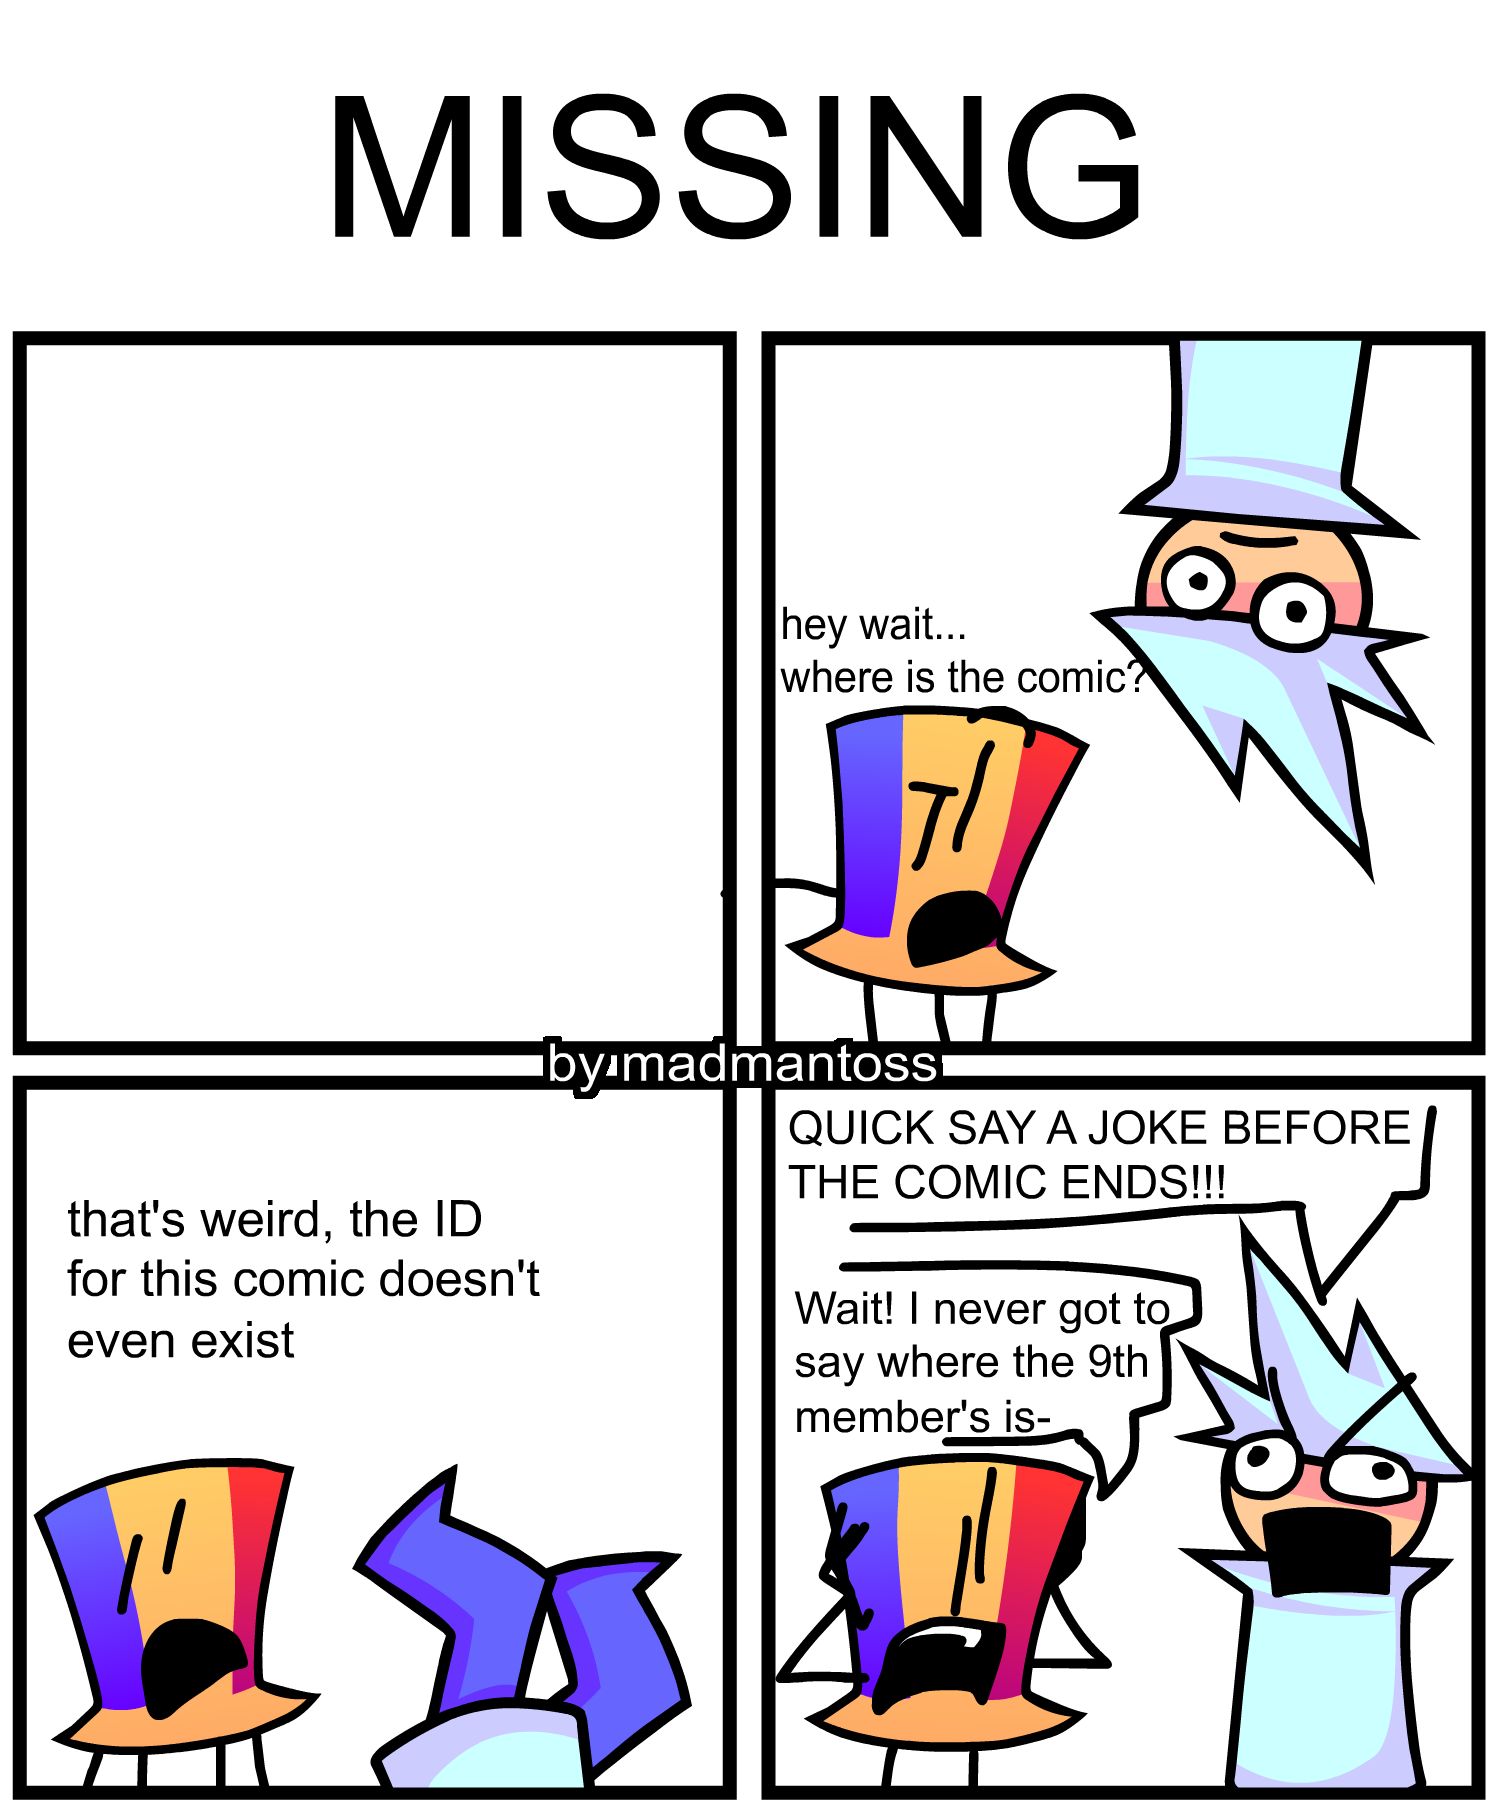 MISSING
hey wait...
where is the comic?
by madmantoss
that's weird, the ID
for this comic doesn't
even exist
QUICK SAY A JOKE BEFORE
THE COMIC ENDS!!!
Wait! I never got to
say where the 9th
member's is-